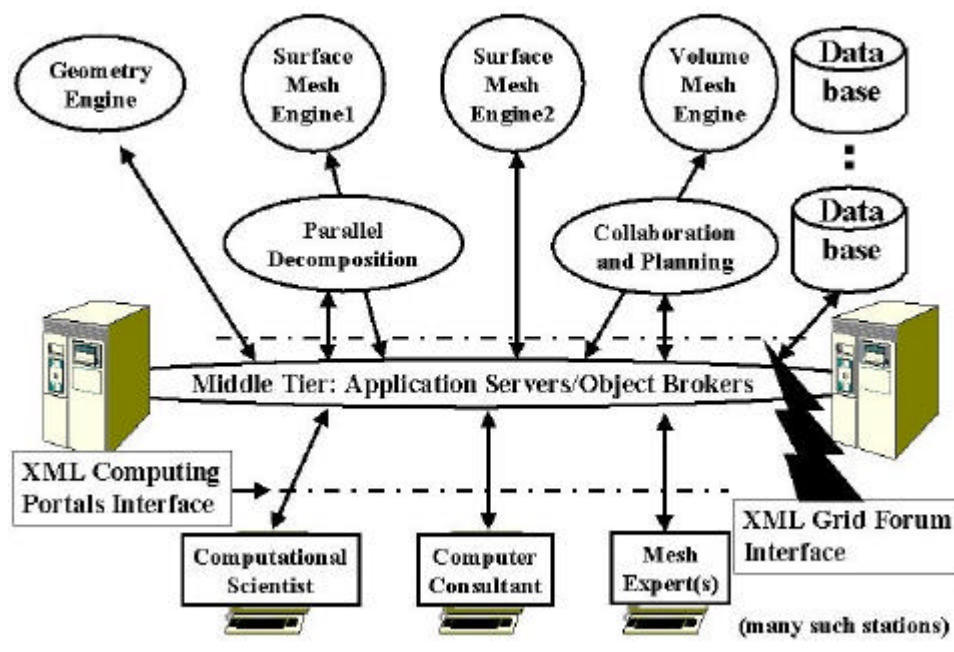 Geometry
Engine
Surface
Mesh
Engine1
Surface
Mesh
Engine2
Volume
Mesh
Engine
Data
base
Parallel
Decomposition
Collaboration
and Planning
Data
base
Middle Tier: Application Servers/Object Brokers
XML Computing
Portals Interface
XML Grid Forum
Interface
Computational
Scientist
Computer
Consultant
Mesh
Expert(s)
(many such stations)